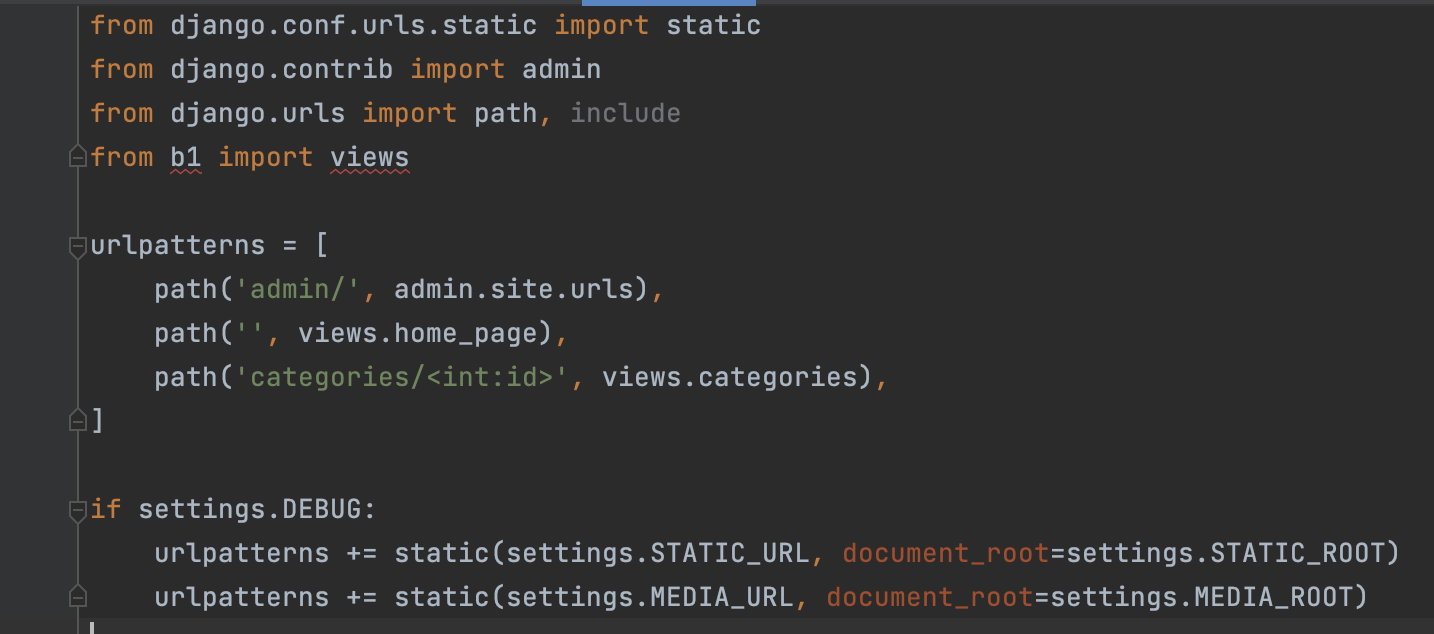 from django.conf.urls.static import static
from django.contrib import admin
from django.urls import path, include
from b1 import views
urlpatterns = [
    path('admin/', admin.site.urls),
    path('', views.home_page),
    path('categories/<int:id>', views.categories),
]
if settings.DEBUG:
    urlpatterns += static(settings.STATIC_URL, document_root=settings.STATIC_ROOT)
    urlpatterns += static(settings.MEDIA_URL, document_root=settings.MEDIA_ROOT)